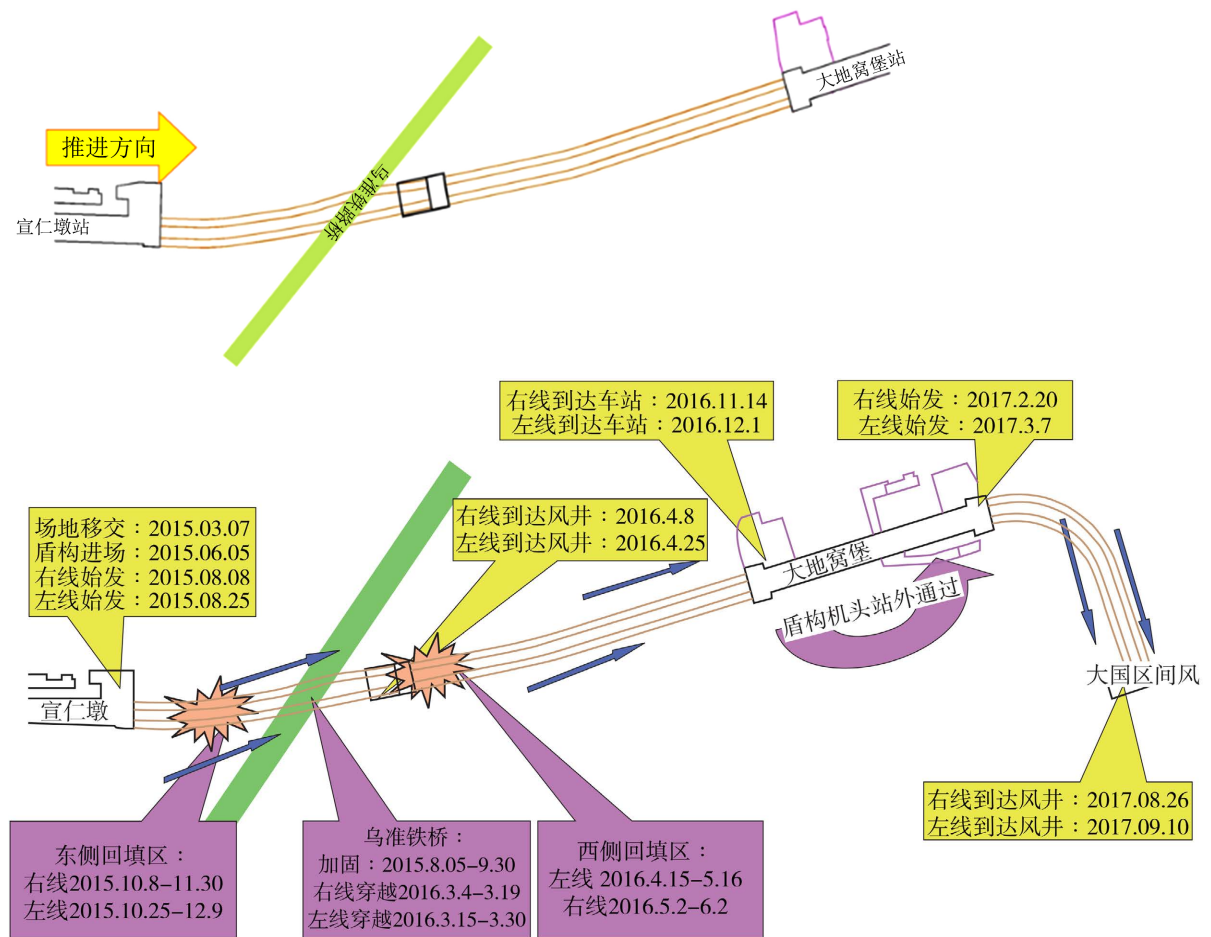 大地窝堡站
推进方向
乌准铁路桥
宣仁墩站
右线到达车站：2016.11.14
左线到达车站：2016.12.1
右线始发：2017.2.20
左线始发：2017.3.7
场地移交：2015.03.07
盾构进场：2015.06.05
右线始发：2015.08.08
左线始发：2015.08.25
右线到达风井：2016.4.8
左线到达风井：2016.4.25
大地窝堡
盾构机头站外通过
大国区间风
宣仁墩
右线到达风井：2017.08.26
左线到达风井：2017.09.10
东侧回填区：
右线2015.10.8-11.30
左线2015.10.25-12.9
乌准铁桥：
加固：2015.8.05-9.30
右线穿越2016.3.4-3.19
左线穿越2016.3.15-3.30
西侧回填区：
左线 2016.4.15-5.16
右线2016.5.2-6.2